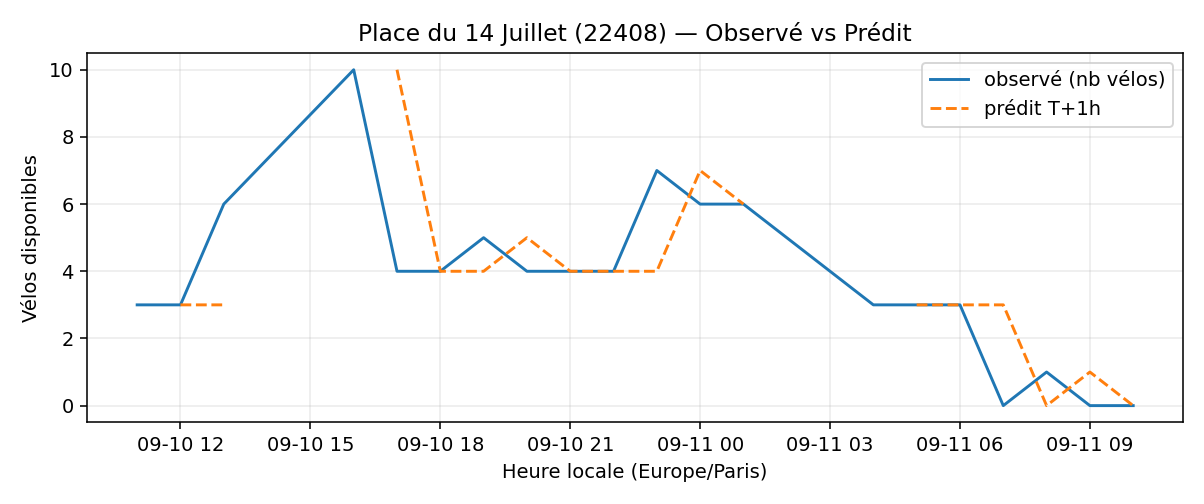 Place du 14 Juillet (22408) — Observé vs Prédit
observé (nb vélos)
prédit T+1h
Vélos disponibles
10
8
6
4
2
0
09-10 12
09-10 15
09-10 18
09-10 21
09-11 00
09-11 03
09-11 06
09-11 09
Heure locale (Europe/Paris)